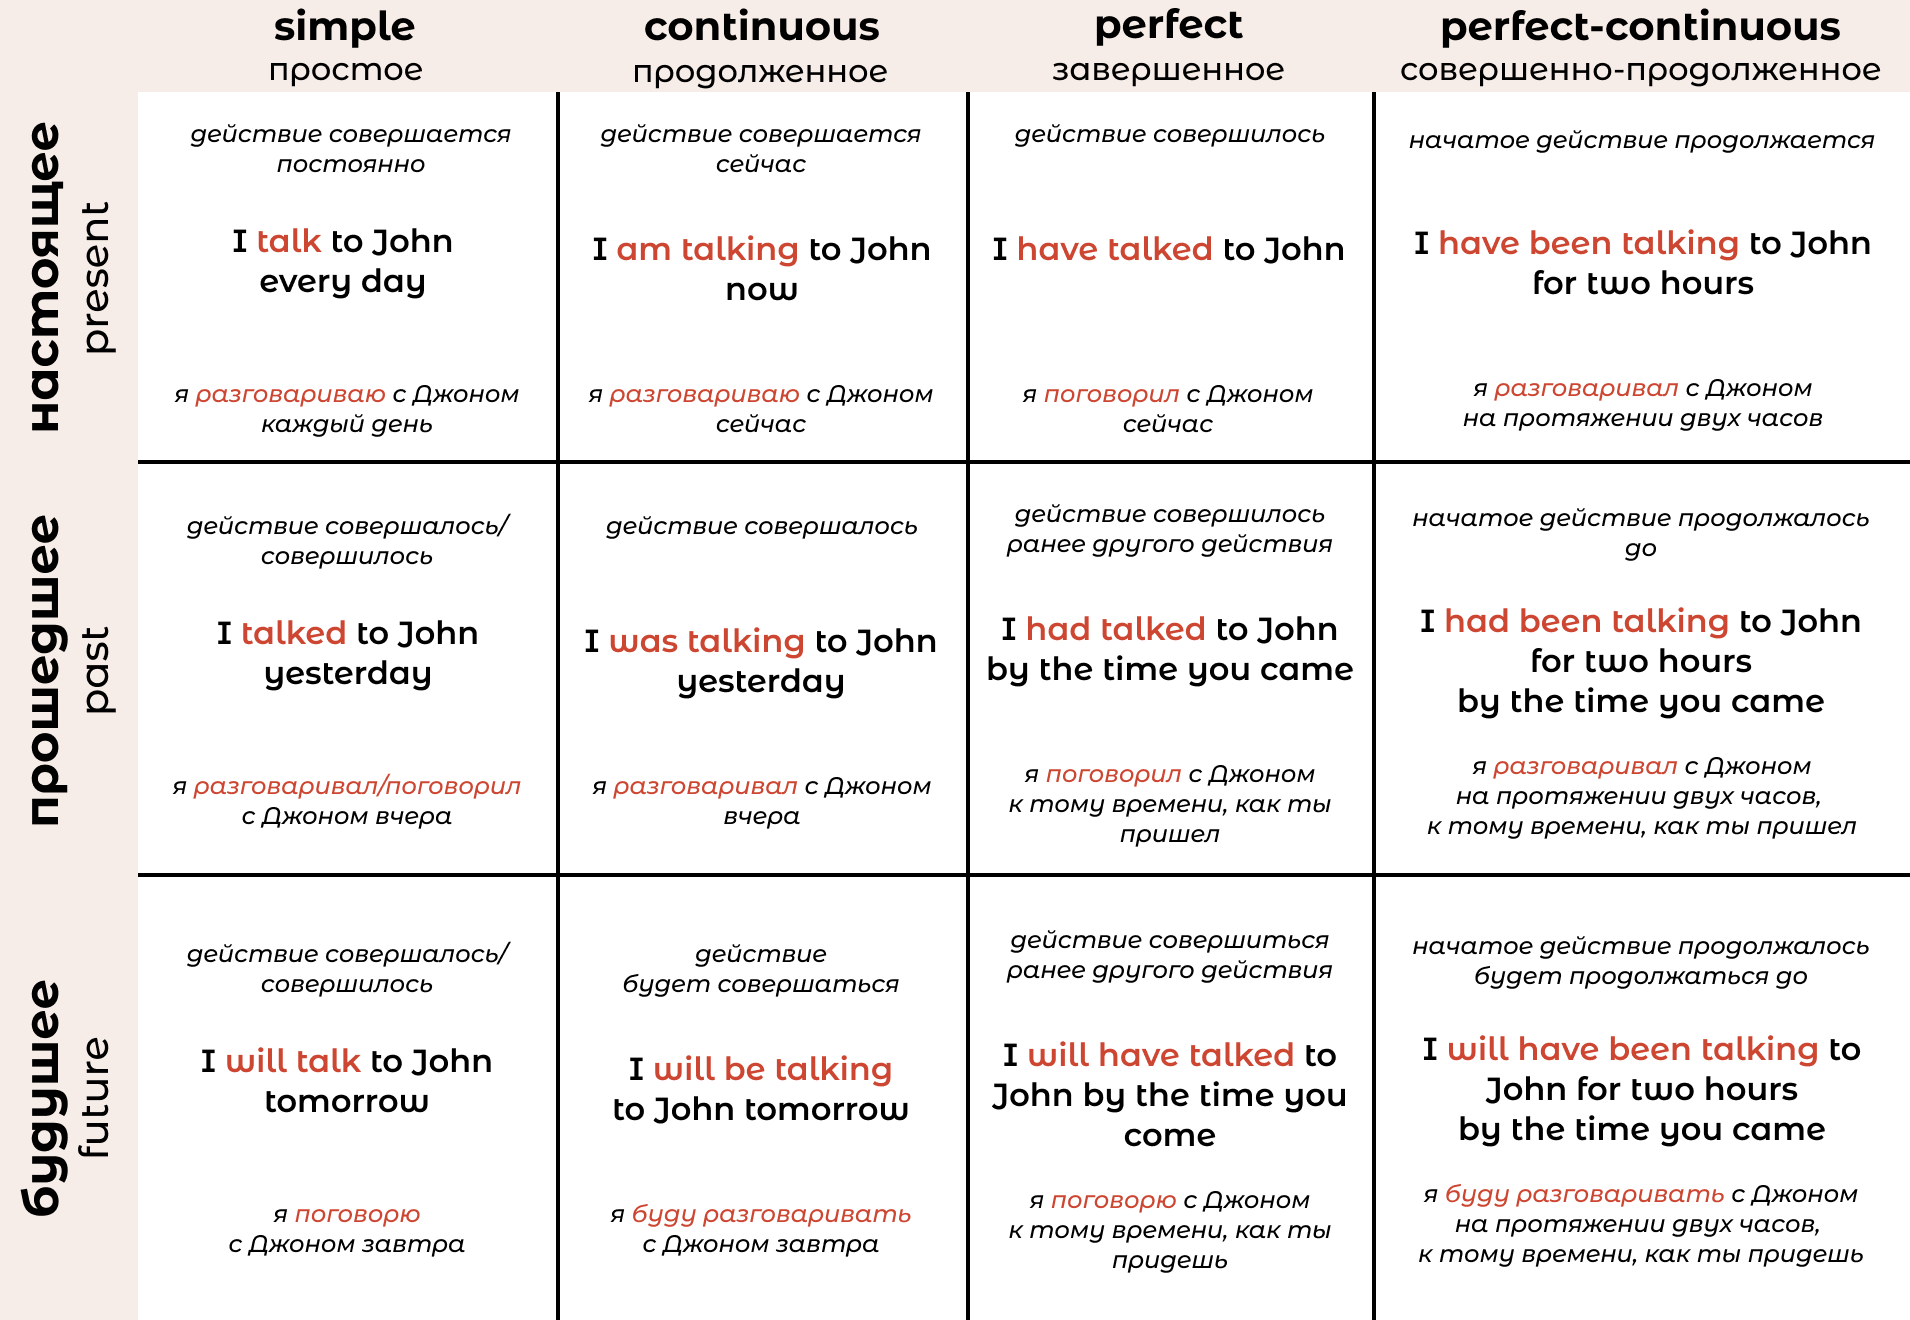 simple
простое
continuous
продолженное
perfect
завершенное
perfect-continuous
совершенно-продолженное
настоящее
present
действие совершается
постоянно
I talk to John
every day
я разговариваю с Джоном
каждый день
действие совершается
сейчас
I am talking to John
now
я разговариваю с Джоном
сейчас
действие совершилось
I have talked to John
я поговорил с Джоном
сейчас
начатое действие продолжается
I have been talking to John
for two hours
я разговаривал с Джоном
на протяжении двух часов
прошедшее
past
действие совершалось/
совершилось
I talked to John
yesterday
я разговаривал/поговорил
с Джоном вчера
действие совершалось
I was talking to John
yesterday
я разговаривал с Джоном
вчера
действие совершилось
ранее другого действия
I had talked to John
by the time you came
я поговорил с Джоном
к тому времени, как ты
пришел
начатое действие продолжалось
до
I had been talking to John
for two hours
by the time you came
я разговаривал с Джоном
на протяжении двух часов,
к тому времени, как ты пришел
будушее
future
действие совершалось/
совершилось
I will talk to John
tomorrow
я поговорю
с Джоном завтра
действие
будет совершаться
I will be talking
to John tomorrow
я буду разговаривать
с Джоном завтра
действие совершиться
ранее другого действия
I will have talked to
John by the time you
come
я поговорю с Джоном
к тому времени, как ты
придешь
начатое действие продолжалось
будет продолжаться до
I will have been talking to
John for two hours
by the time you came
я буду разговаривать с Джоном
на протяжении двух часов,
к тому времени, как ты придешь